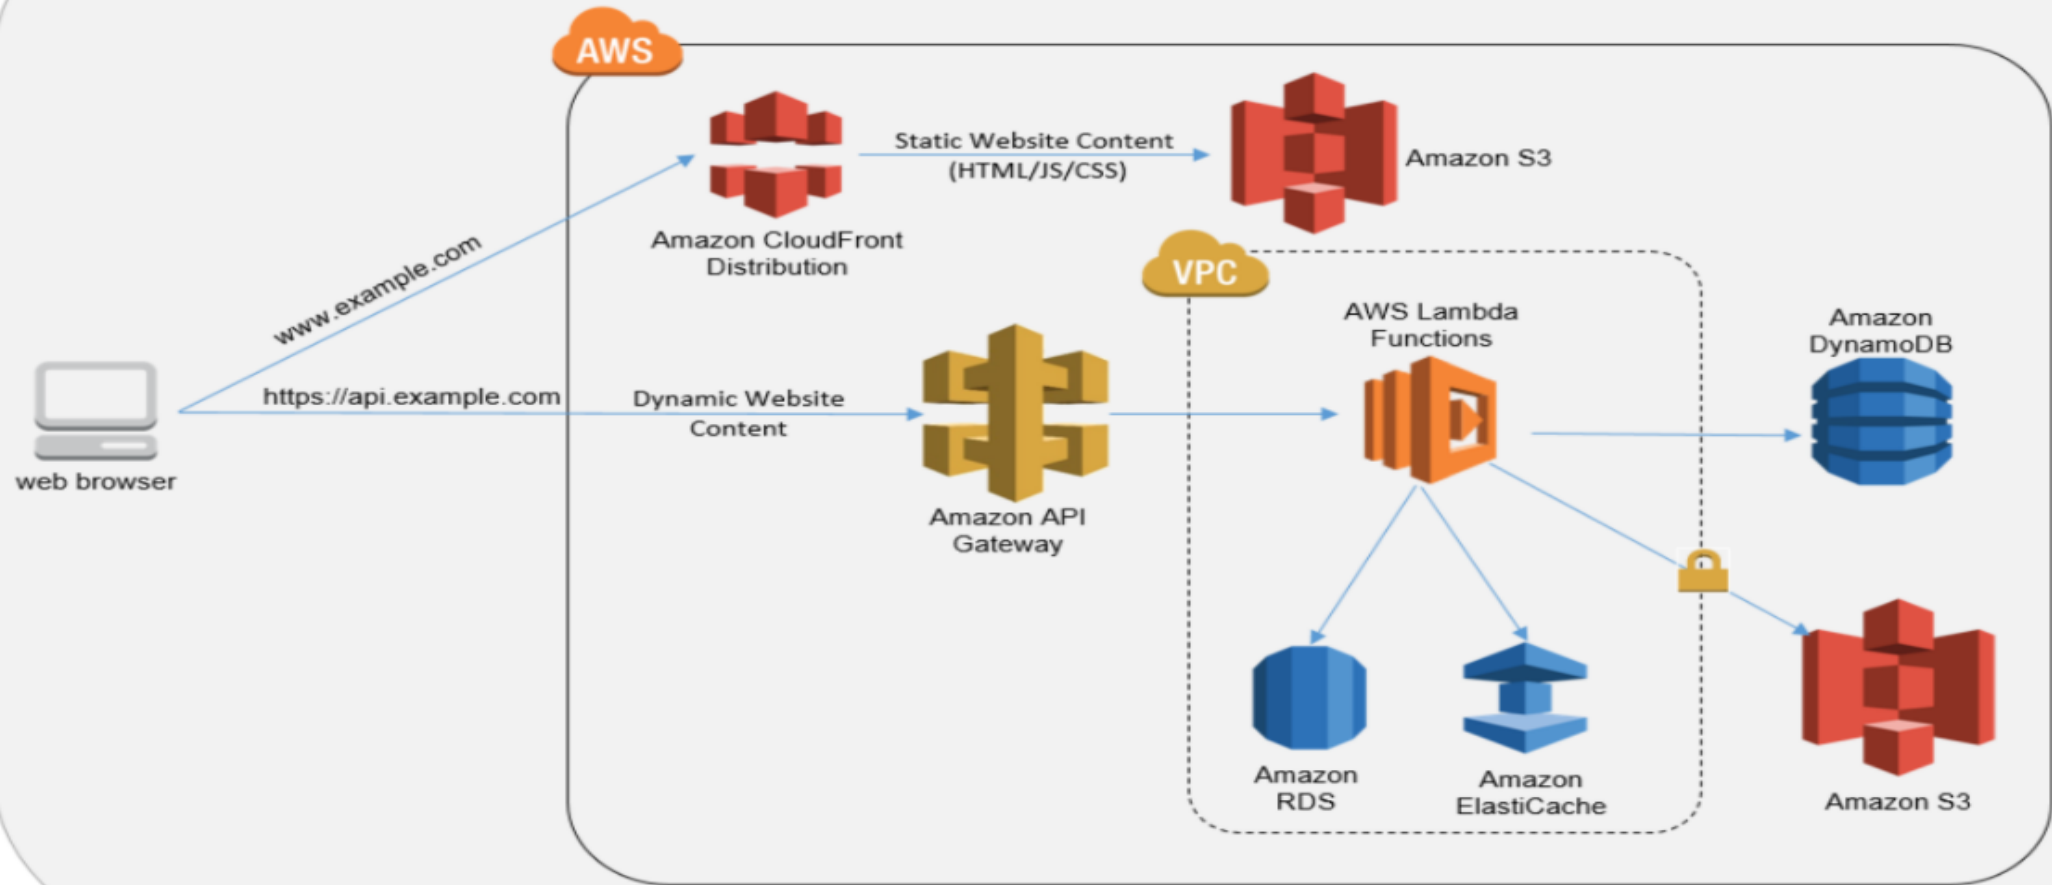 AWS
Static Website Content
(HTML/JS/CSS)
Amazon S3
Amazon CloudFront
Distribution
www.example.com
VPC
AWS Lambda
Functions
Amazon
DynamoDB
https://api.example.com
Dynamic Website
Content
web browser
Amazon API
Gateway
Amazon
RDS
Amazon
ElastiCache
Amazon S3